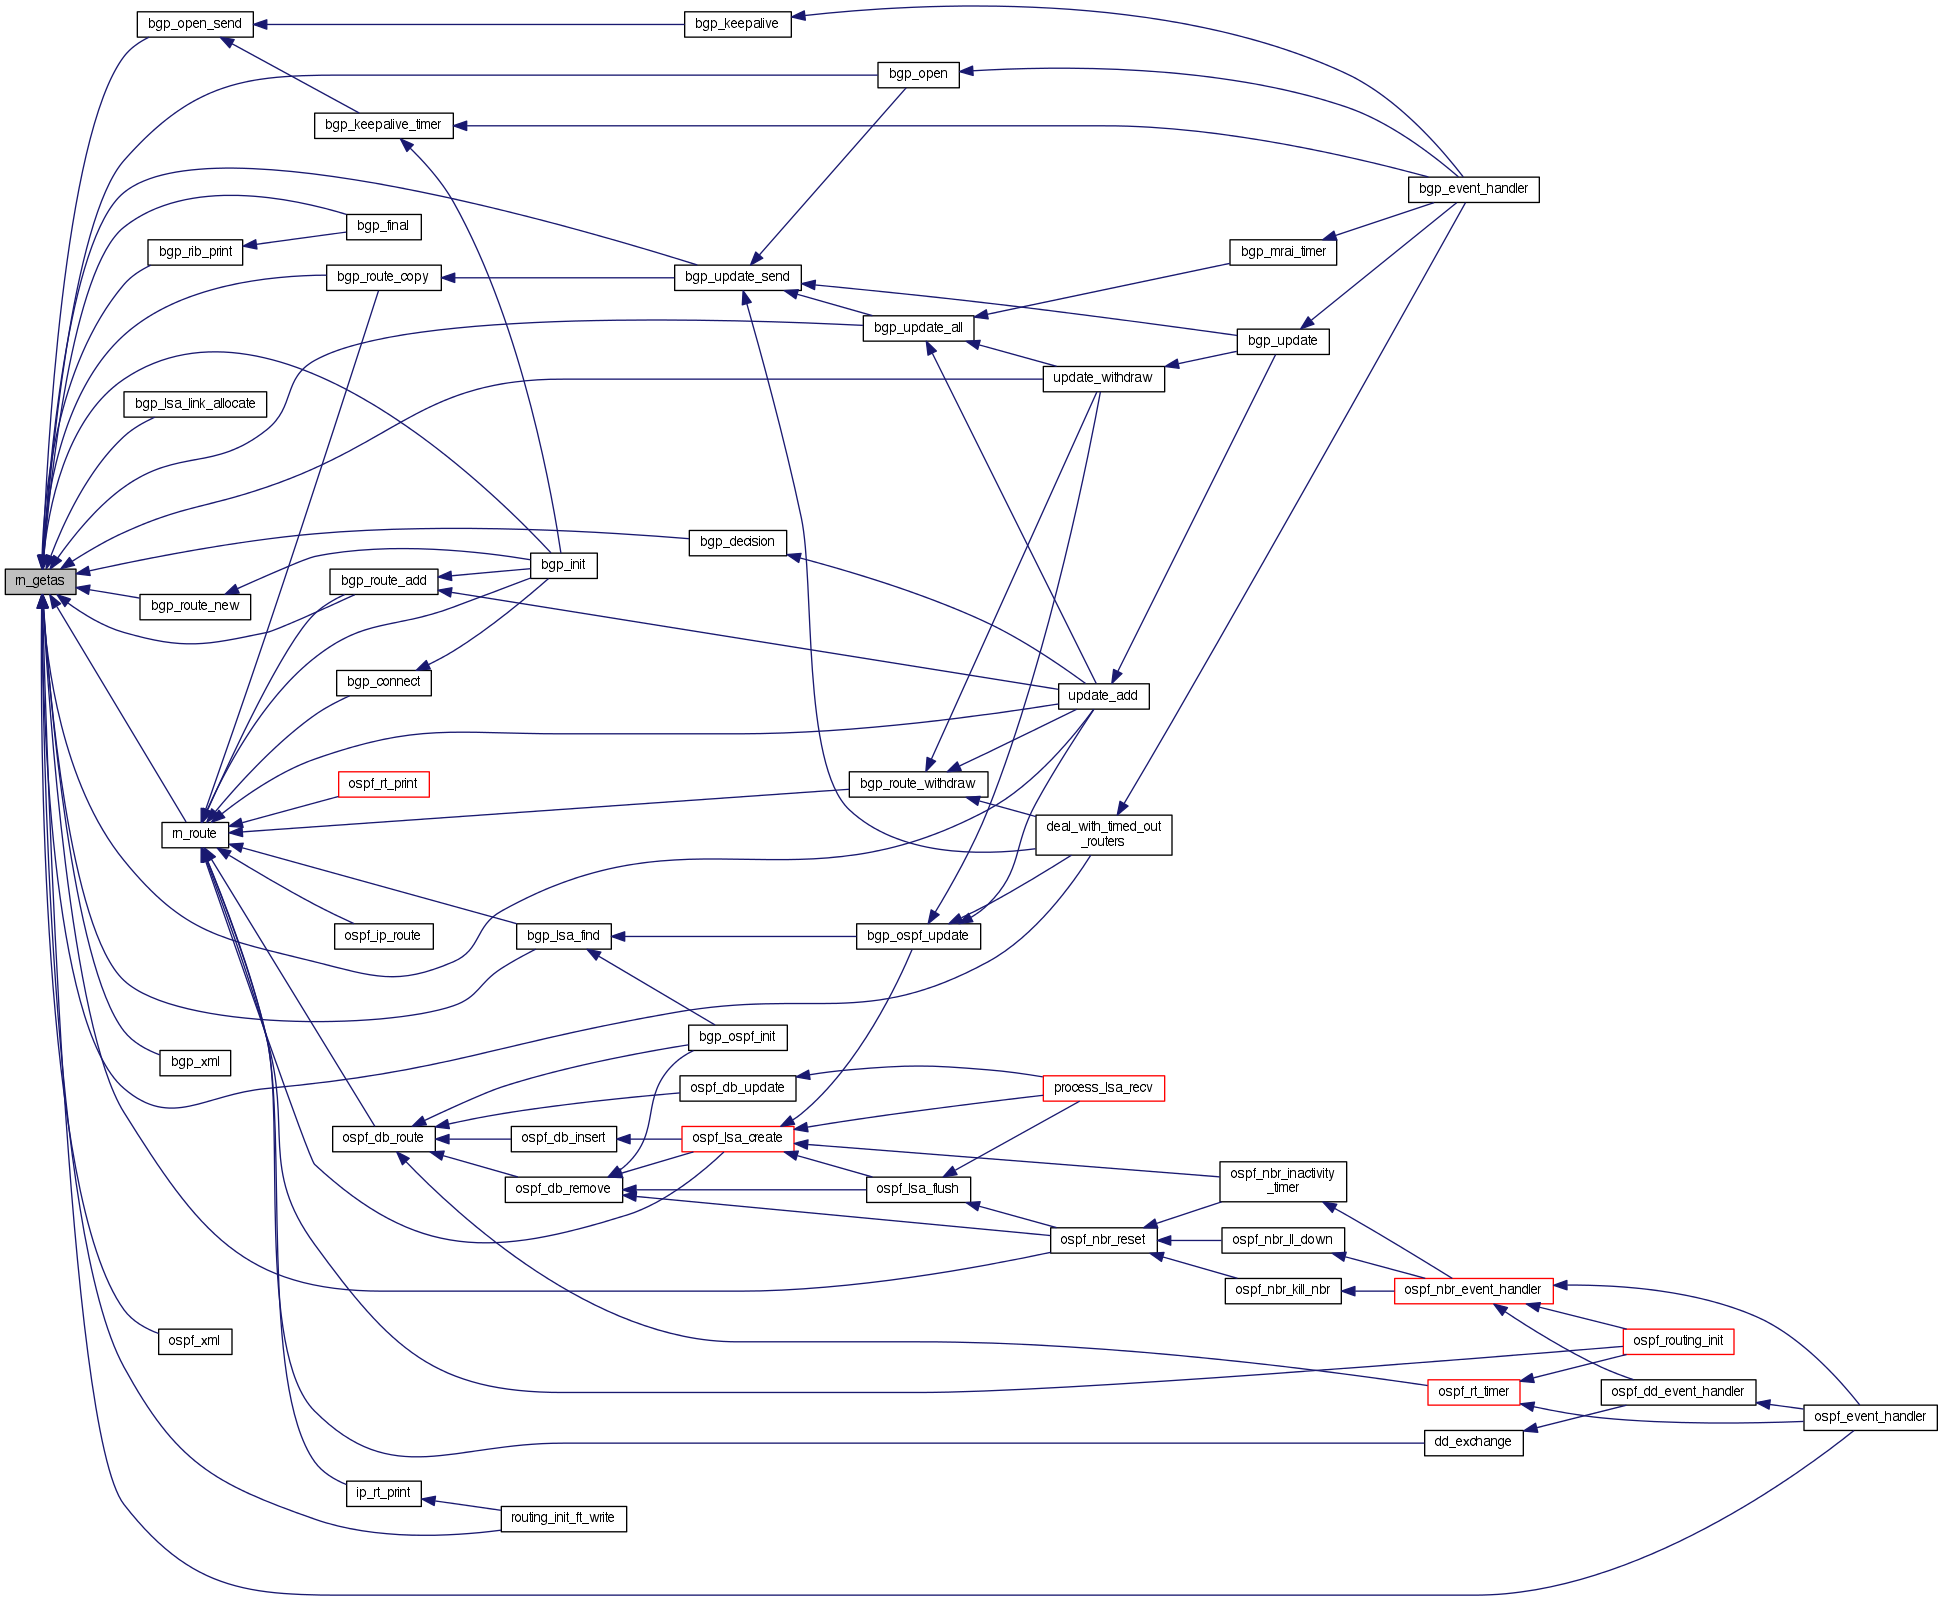 bgp_open_send
bgp_keepalive
bgp_open
bgp_keepalive_timer
bgp_event_handler
bgp_final
bgp_rib_print
bgp_mrai_timer
bgp_route_copy
bgp_update_send
bgp_update_all
bgp_update
update_withdraw
bgp_lsa_link_allocate
bgp_decision
bgp_init
rn_getas
bgp_route_add
bgp_route_new
bgp_connect
update_add
ospf_rt_print
bgp_route_withdraw
rn_route
deal_with_timed_out
_routers
ospf_ip_route
bgp_lsa_find
bgp_ospf_update
bgp_ospf_init
bgp_xml
ospf_db_update
process_lsa_recv
ospf_db_route
ospf_db_insert
ospf_lsa_create
ospf_nbr_inactivity
_timer
ospf_db_remove
ospf_lsa_flush
ospf_nbr_reset
ospf_nbr_ll_down
ospf_nbr_kill_nbr
ospf_nbr_event_handler
ospf_xml
ospf_routing_init
ospf_rt_timer
ospf_dd_event_handler
ospf_event_handler
dd_exchange
ip_rt_print
routing_init_ft_write